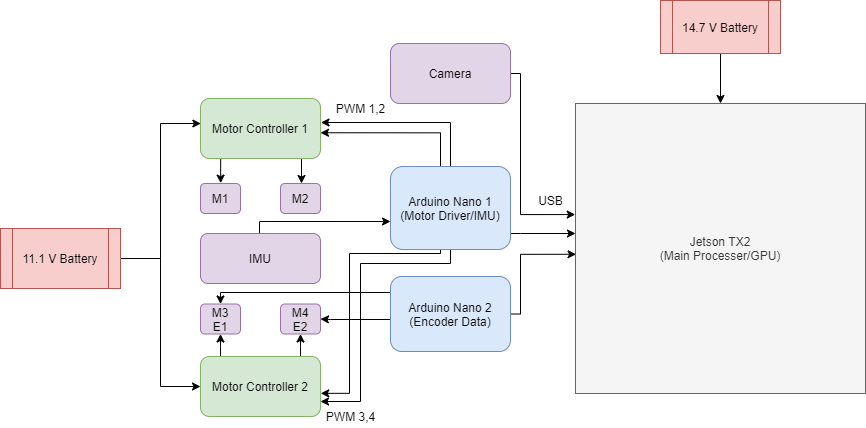 14.7 V Battery
Camera
PWM 1,2
Motor Controller 1
M1
M2
Arduino Nano 1
(Motor Driver/IMU)
USB
Jetson TX2
(Main Processer/GPU)
11.1 V Battery
IMU
M3
E1
M4
E2
Arduino Nano 2
(Encoder Data)
Motor Controller 2
PWM 3,4